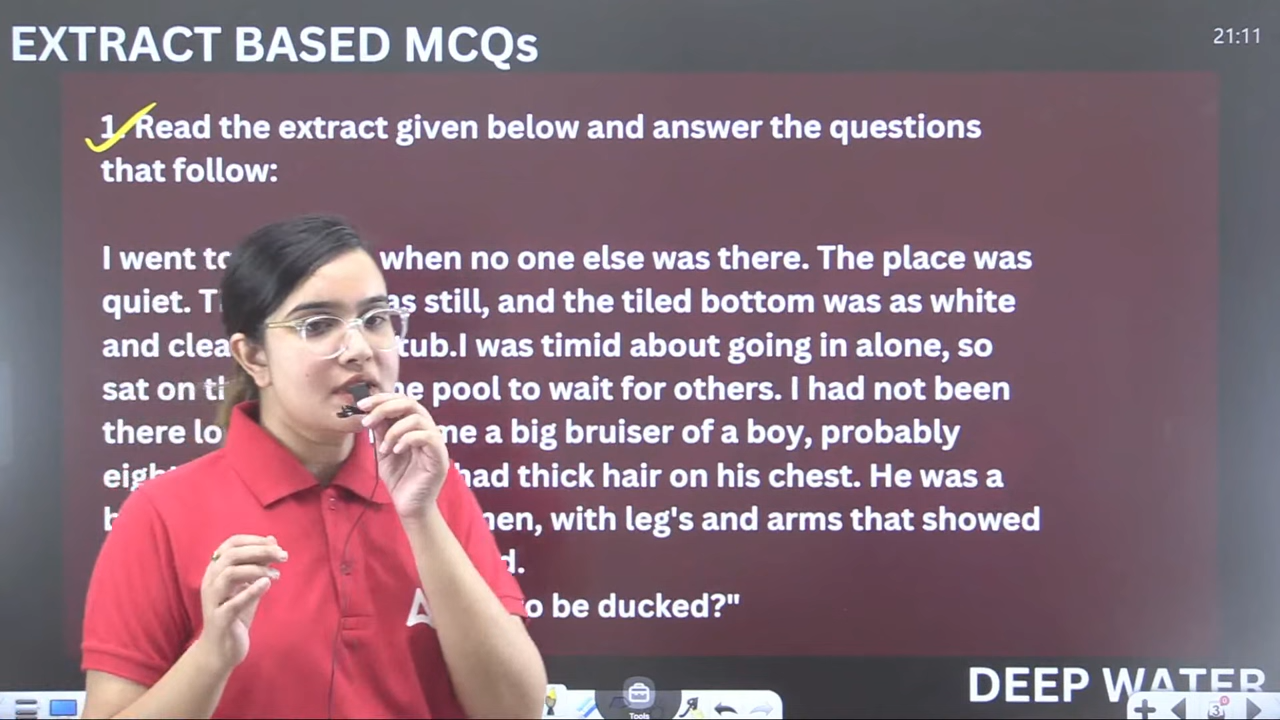 EXTRACT BASED MCQs
21:11
1. Read the extract given below and answer the questions
that follow:
I went to when no one else was there. The place was
quiet. as still, and the tiled bottom was as white
and clea tub.I was timid about going in alone, so
sat on th pool to wait for others. I had not been
there lo me a big bruiser of a boy, probably
had thick hair on his chest. He was a
with leg's and arms that showed
to be ducked?"
DEEP WATER
Tools